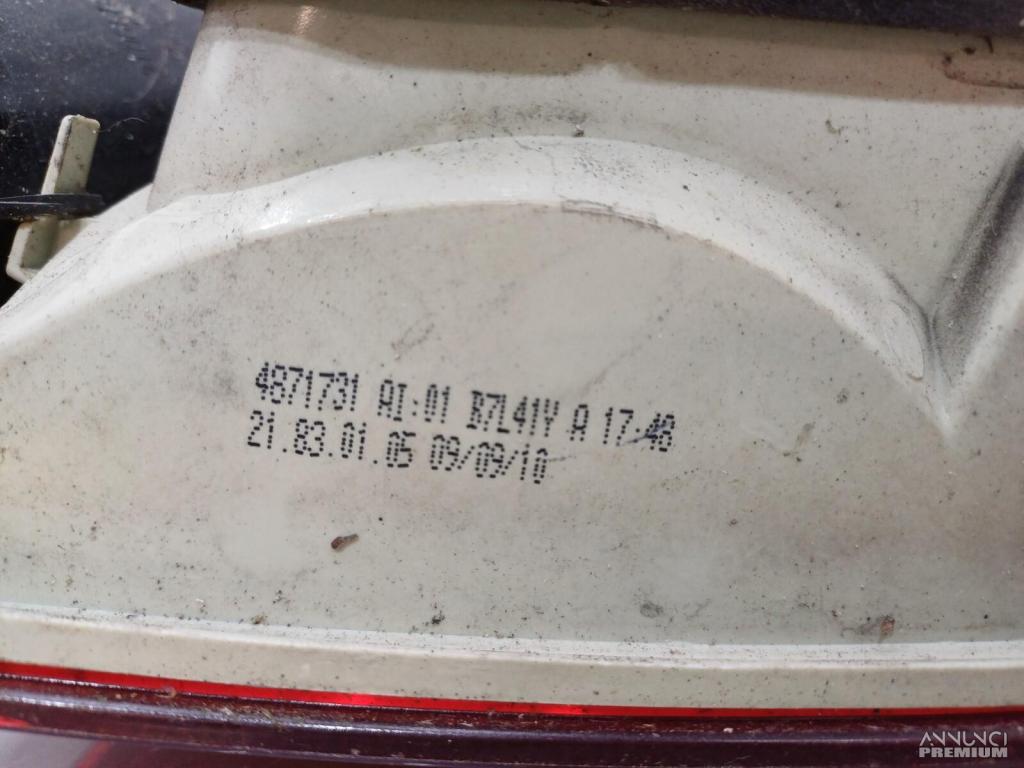 4871731 AI:01 B7L41Y A 17:48
21.83.01.05 09/09/10
ANNUNCI
PREMIUM